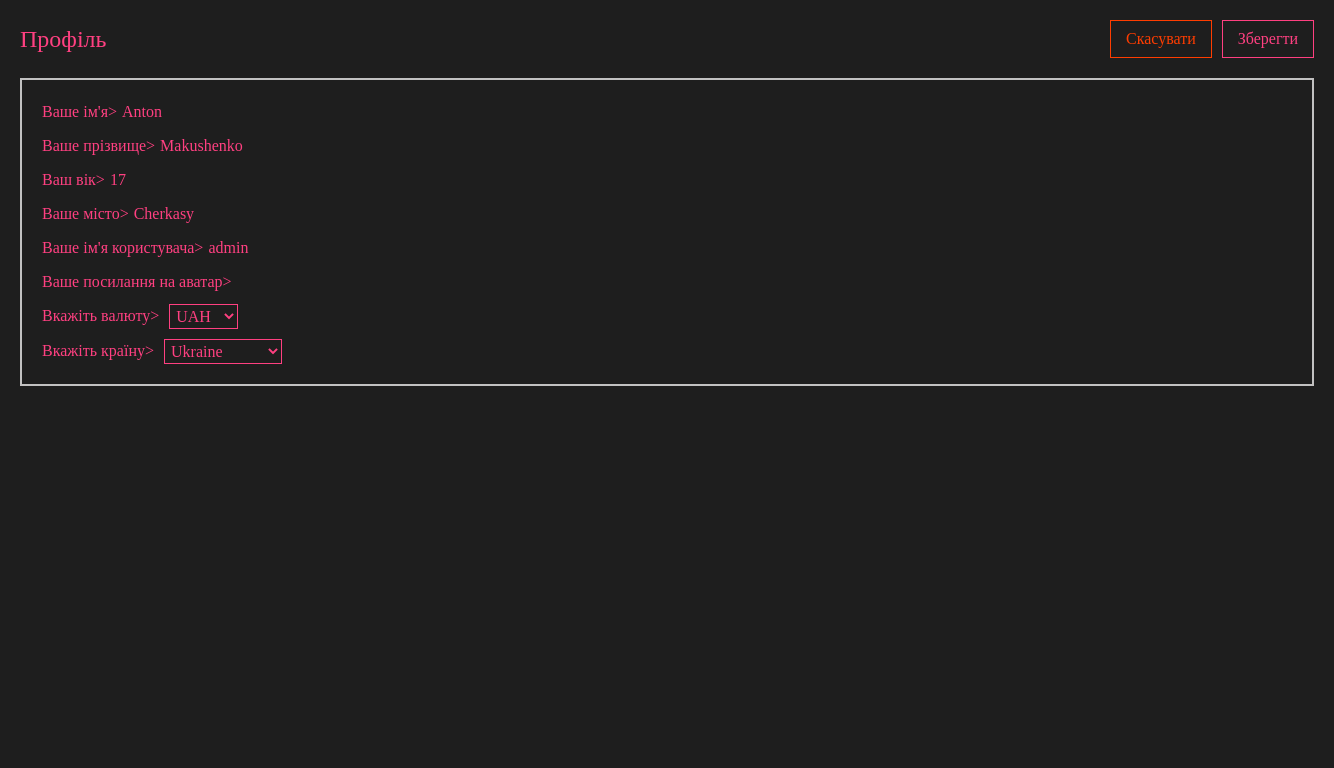 Профіль
Скасувати
Зберегти
Ваше ім'я> Anton
Ваше прізвище> Makushenko
Ваш вік> 17
Ваше місто> Cherkasy
Ваше ім'я користувача> admin
Ваше посилання на аватар>
Вкажіть валюту> UAH
Вкажіть країну> Ukraine